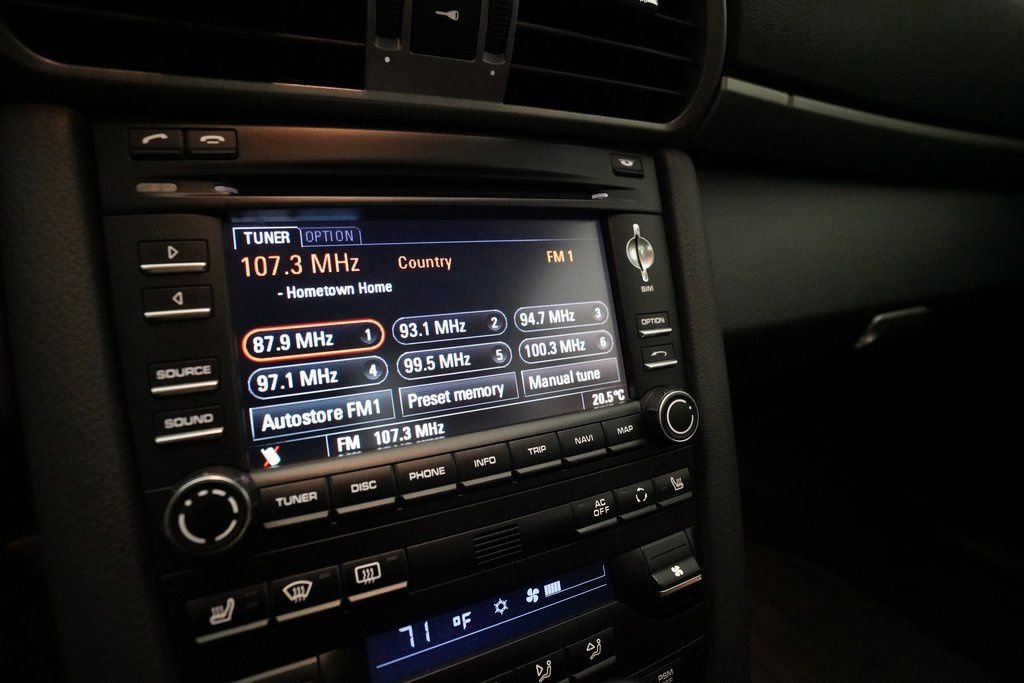 TUNER OPTION
107.3 MHz Country FM 1
- Hometown Home
87.9 MHz 1 93.1 MHz 2 94.7 MHz 3
97.1 MHz 4 99.5 MHz 5 100.3 MHz 6
Autostore FM1 Preset memory Manual tune
FM 107.3 MHz 20.5°C
SIM
OPTION
SOURCE
SOUND
TUNER DISC PHONE INFO TRIP NAVI MAP
AC
OFF
71 °F
PSM